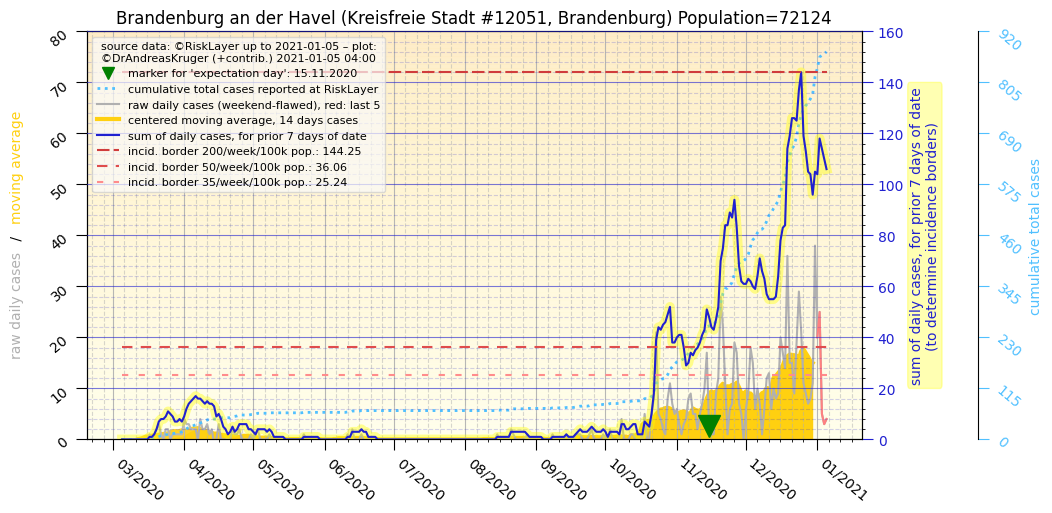 Brandenburg an der Havel (Kreisfreie Stadt #12051, Brandenburg) Population=72124
source data: ©RiskLayer up to 2021-01-05 – plot:
©DrAndreasKruger (+contrib.) 2021-01-05 04:00
marker for 'expectation day': 15.11.2020
cumulative total cases reported at RiskLayer
raw daily cases (weekend-flawed), red: last 5
centered moving average, 14 days cases
sum of daily cases, for prior 7 days of date
incid. border 200/week/100k pop.: 144.25
incid. border 50/week/100k pop.: 36.06
incid. border 35/week/100k pop.: 25.24
raw daily cases / moving average
80
70
60
50
40
30
20
10
0
03/2020
04/2020
05/2020
06/2020
07/2020
08/2020
09/2020
10/2020
11/2020
12/2020
01/2021
160
140
120
100
80
60
40
20
0
sum of daily cases, for prior 7 days of date
(to determine incidence borders)
920
805
690
575
460
345
230
115
0
cumulative total cases